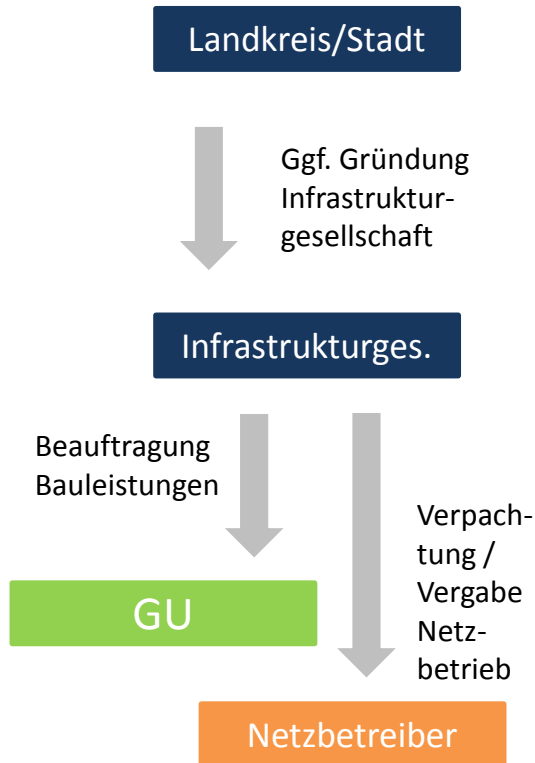 Landkreis/Stadt
Ggf. Gründung
Infrastruktur-
gesellschaft
Infrastrukturges.
Beauftragung
Bauleistungen
Verpach-
tung /
Vergabe
Netz-
betrieb
GU
Netzbetreiber